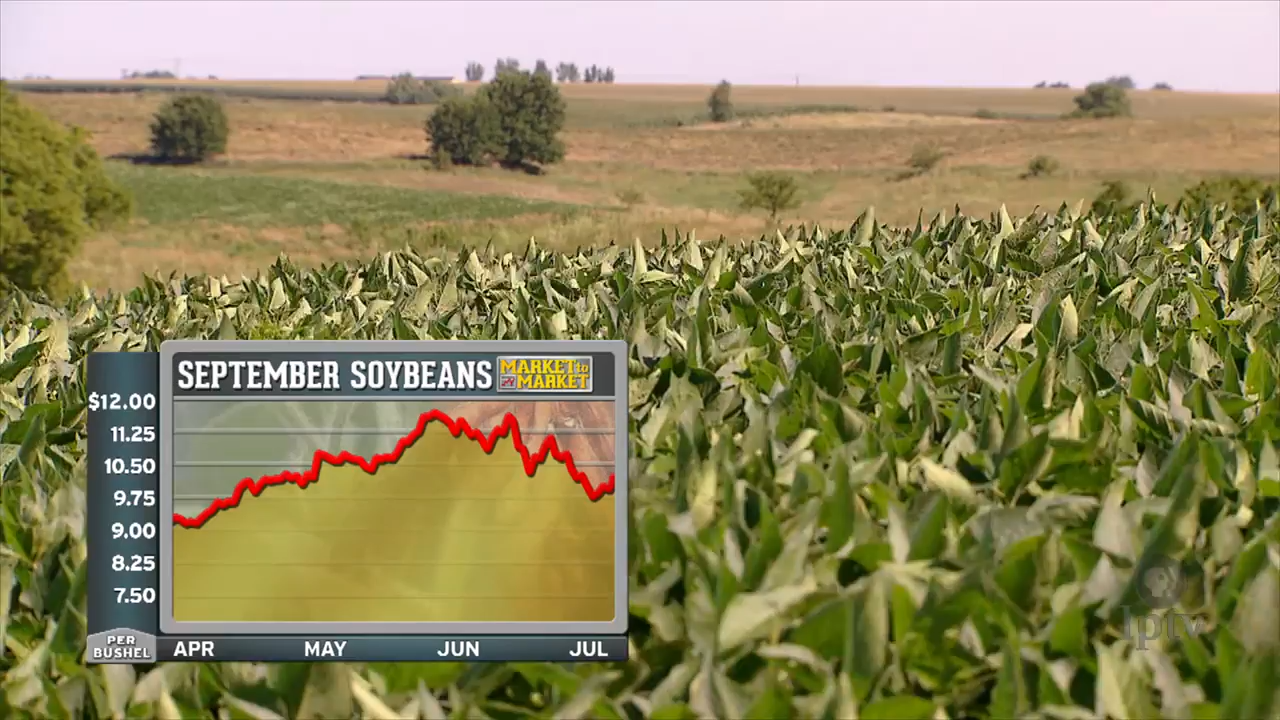 SEPTEMBER SOYBEANS MARKET to MARKET
$12.00
11.25
10.50
9.75
9.00
8.25
7.50
PER BUSHEL
APR MAY JUN JUL
Iptv